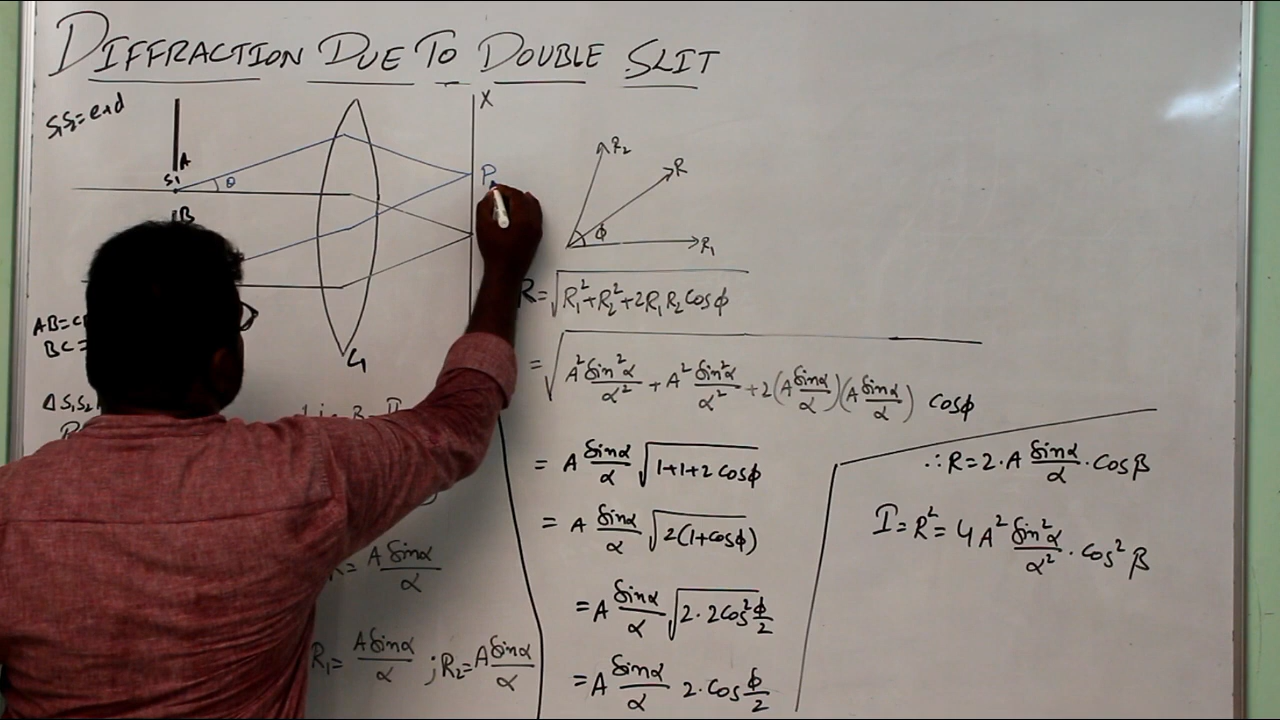 DIFFRACTION DUE TO DOUBLE SLIT
S₁S₂ = e+d
X
A
S₁
θ
B
P
L₁
R₂
R
φ
R₁
AB=C
BC=
Δ S₁S₂
R = √R₁²+R₂²+2R₁R₂ Cosφ
= √A² Sin²α/α² + A² Sin²α/α² + 2(A Sinα/α)(A Sinα/α) cosφ
= A Sinα/α √1+1+2 cosφ
= A Sinα/α √2(1+cosφ)
= A Sinα/α √2·2cos² φ/2
= A Sinα/α 2·cos φ/2
R= A Sinα/α
R₁= A Sinα/α ; R₂= A Sinα/α
∴ R=2·A Sinα/α · Cosβ
I=R²= 4A² Sin²α/α² · cos²β